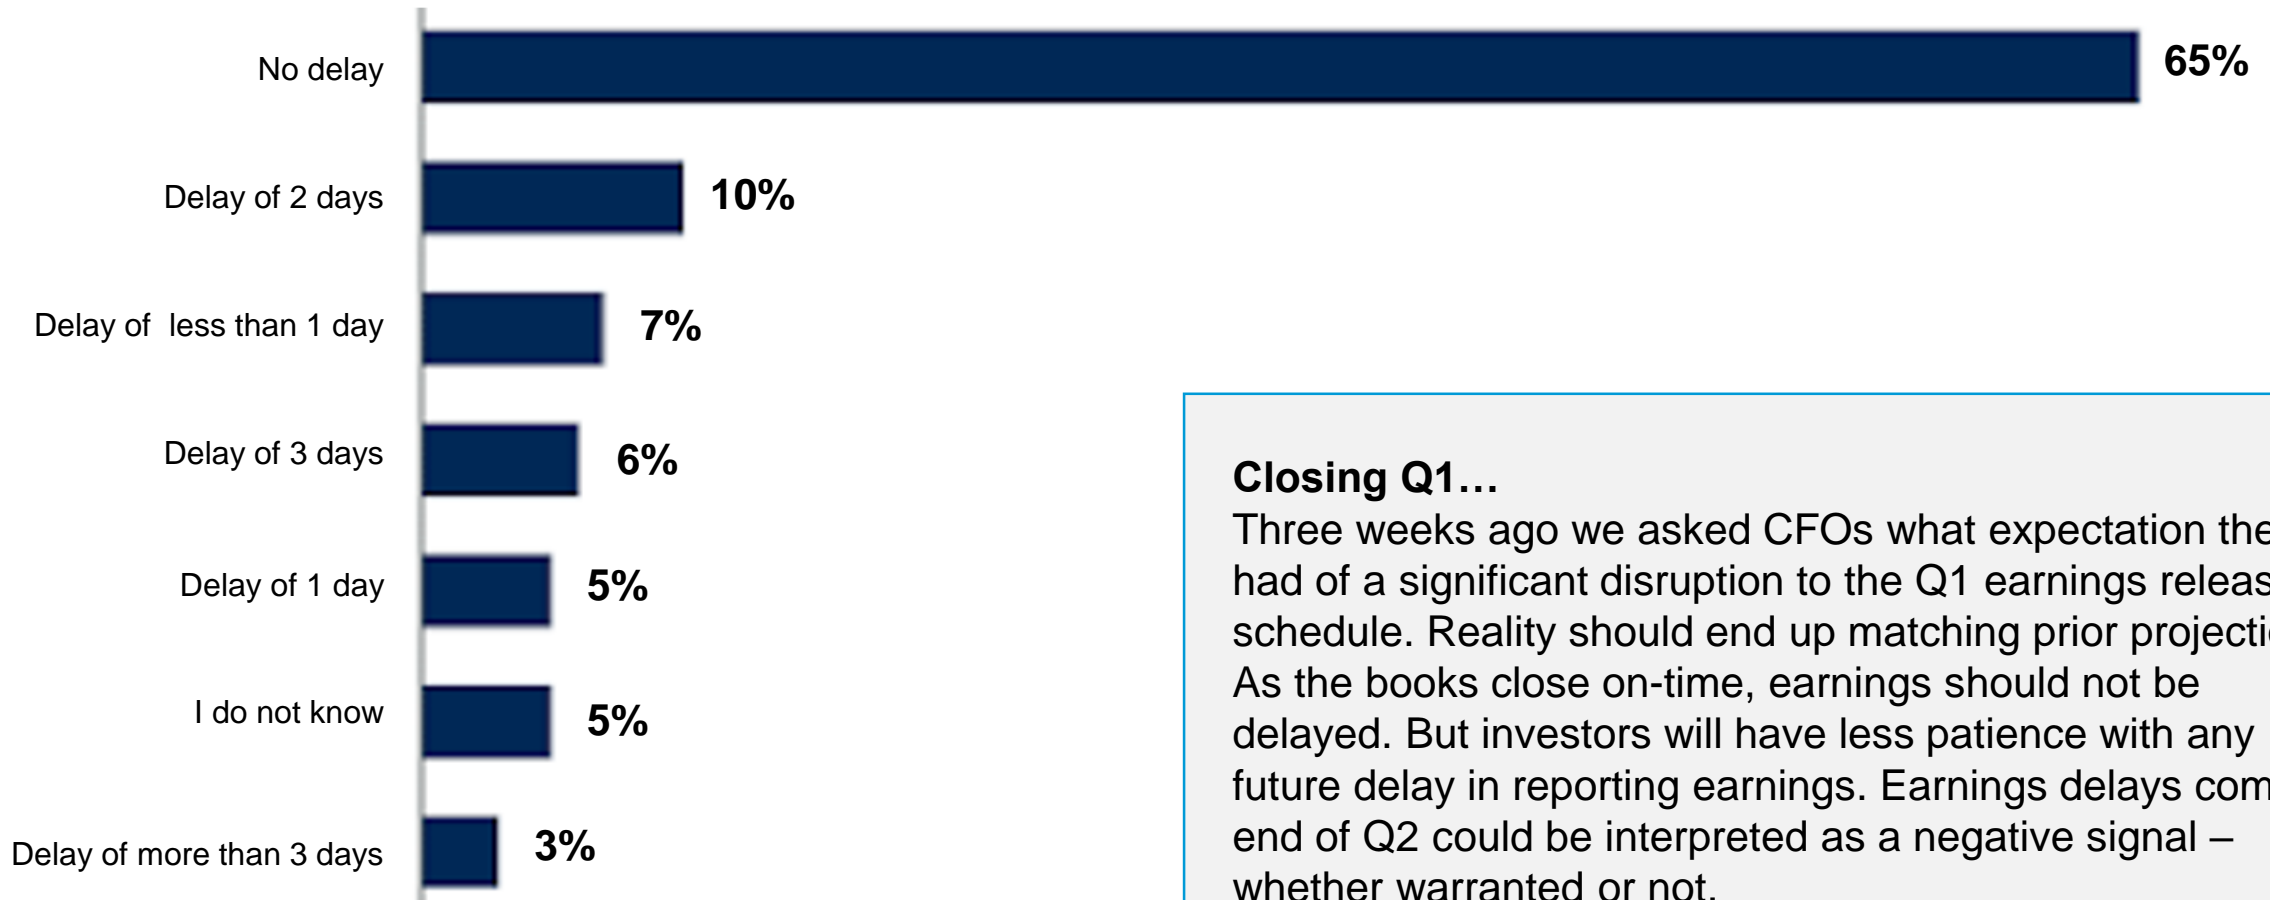 No delay
65%
Delay of 2 days
10%
Delay of  less than 1 day
7%
Delay of 3 days
6%
Delay of 1 day
5%
I do not know
5%
Delay of more than 3 days
3%
Closing Q1…
Three weeks ago we asked CFOs what expectation
had of a significant disruption to the Q1 earnings
schedule. Reality should end up matching prior
As the books close on-time, earnings should not be
delayed. But investors will have less patience with any
future delay in reporting earnings. Earnings delays
end of Q2 could be interpreted as a negative signal –
whether warranted or not.